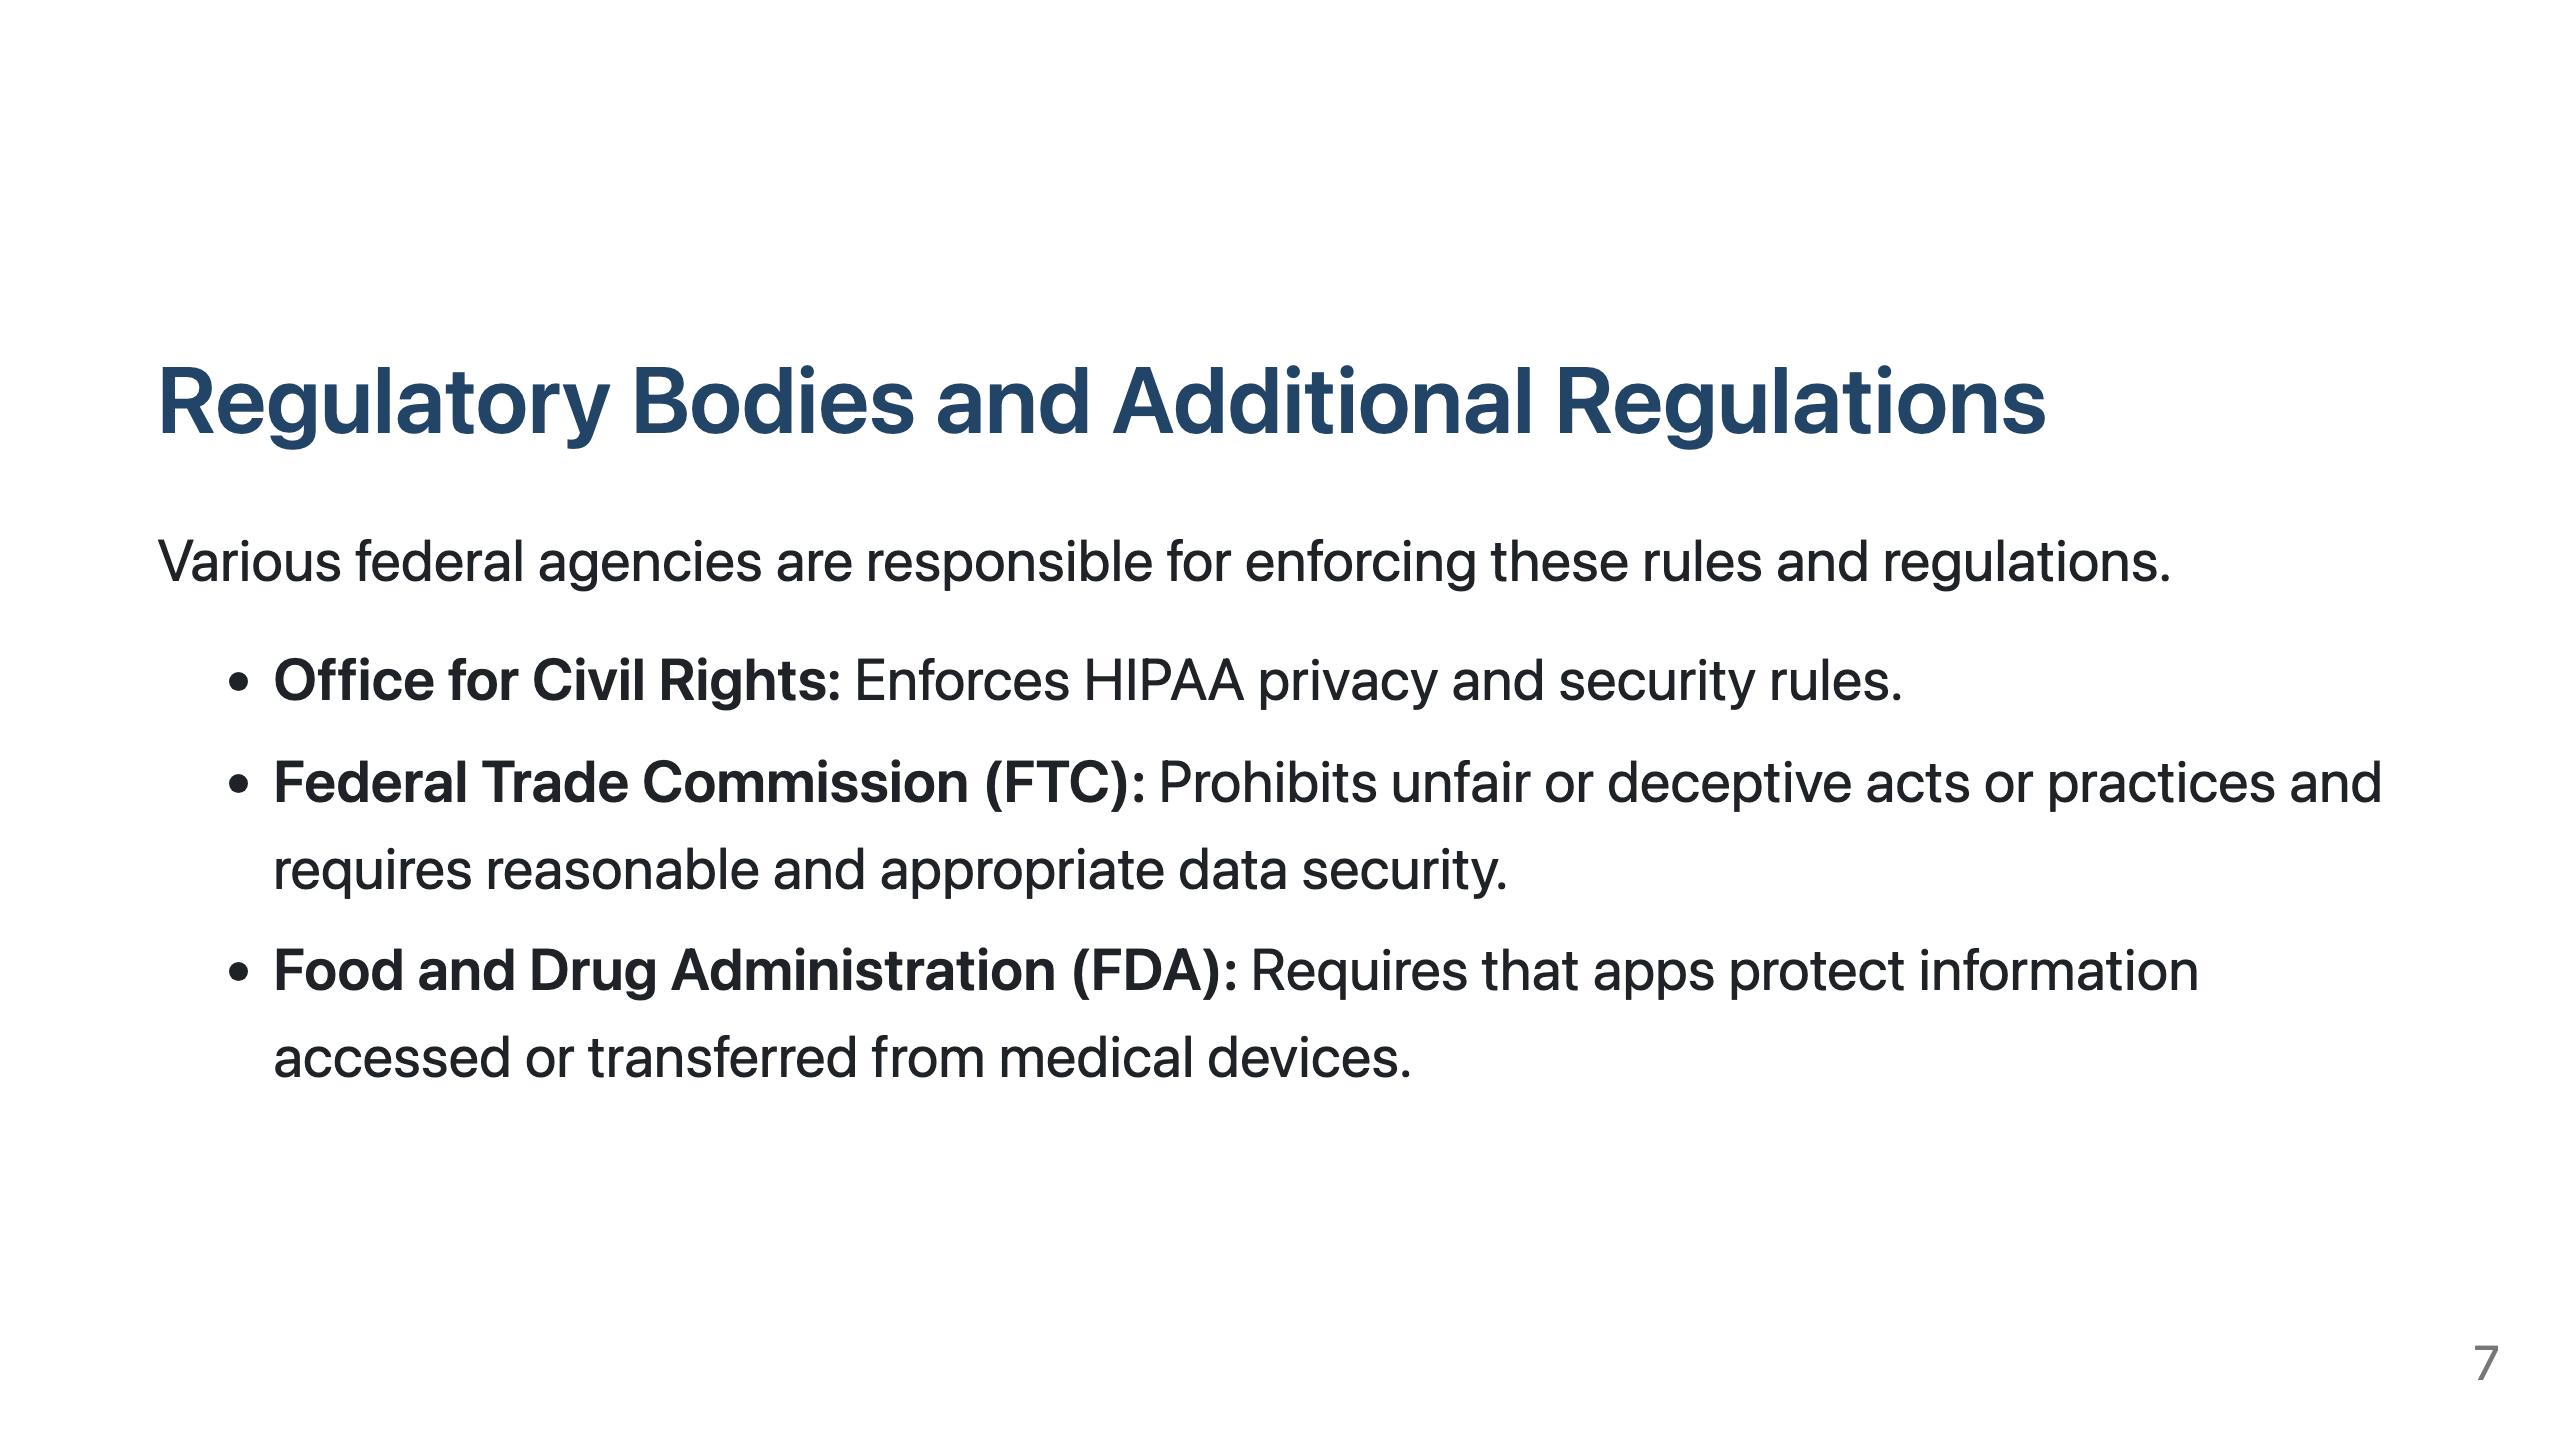 Regulatory Bodies and Additional Regulations
Various federal agencies are responsible for enforcing these rules and regulations.
• Office for Civil Rights: Enforces HIPAA privacy and security rules.
• Federal Trade Commission (FTC): Prohibits unfair or deceptive acts or practices and
requires reasonable and appropriate data security.
• Food and Drug Administration (FDA): Requires that apps protect information
accessed or transferred from medical devices.
7